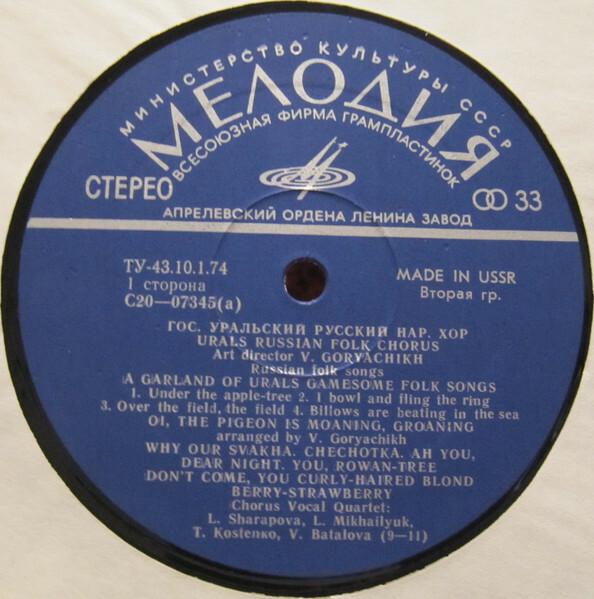 МИНИСТЕРСТВО КУЛЬТУРЫ СССР
МЕЛОДИЯ
ВСЕСОЮЗНАЯ ФИРМА ГРАМПЛАСТИНОК
СТЕРЕО
33
АПРЕЛЕВСКИЙ ОРДЕНА ЛЕНИНА ЗАВОД
ТУ-43.10.1.74
I сторона
С20—07345(а)
MADE IN USSR
Вторая гр.
ГОС. УРАЛЬСКИЙ РУССКИЙ НАР. ХОР
URALS RUSSIAN FOLK CHORUS
Art director V. GORYACHIKH
Russian folk songs
A GARLAND OF URALS GAMESOME FOLK SONGS
1. Under the apple-tree 2. I bowl and fling the ring
3. Over the field, the field 4. Billows are beating in the sea
OI, THE PIGEON IS MOANING, GROANING
arranged by V. Goryachikh
WHY OUR SVAKHA. CHECHOTKA. AH YOU,
DEAR NIGHT. YOU, ROWAN-TREE
DON'T COME, YOU CURLY-HAIRED BLOND
BERRY-STRAWBERRY
Chorus Vocal Quartet:
L. Sharapova, L. Mikhailyuk,
T. Kostenko, V. Batalova (9—11)